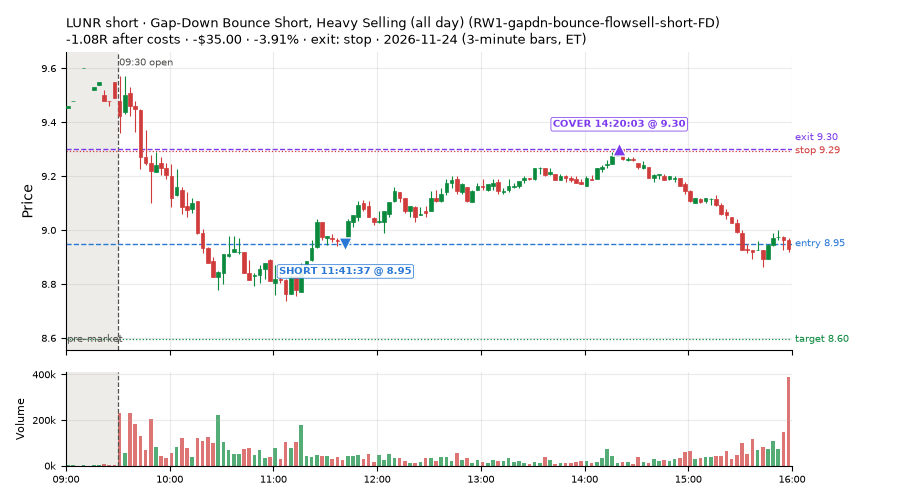 LUNR short · Gap-Down Bounce Short, Heavy Selling (all day) (RW1-gapdn-bounce-flowsell-short-FD)
-1.08R after costs · -$35.00 · -3.91% · exit: stop · 2026-11-24 (3-minute bars, ET)
09:30 open
9.6
COVER 14:20:03 @ 9.30
9.4
exit 9.30
stop 9.29
9.2
Price
9.0
entry 8.95
SHORT 11:41:37 @ 8.95
8.8
8.6
pre-market
target 8.60
400k
Volume
200k
0k
09:00 10:00 11:00 12:00 13:00 14:00 15:00 16:00